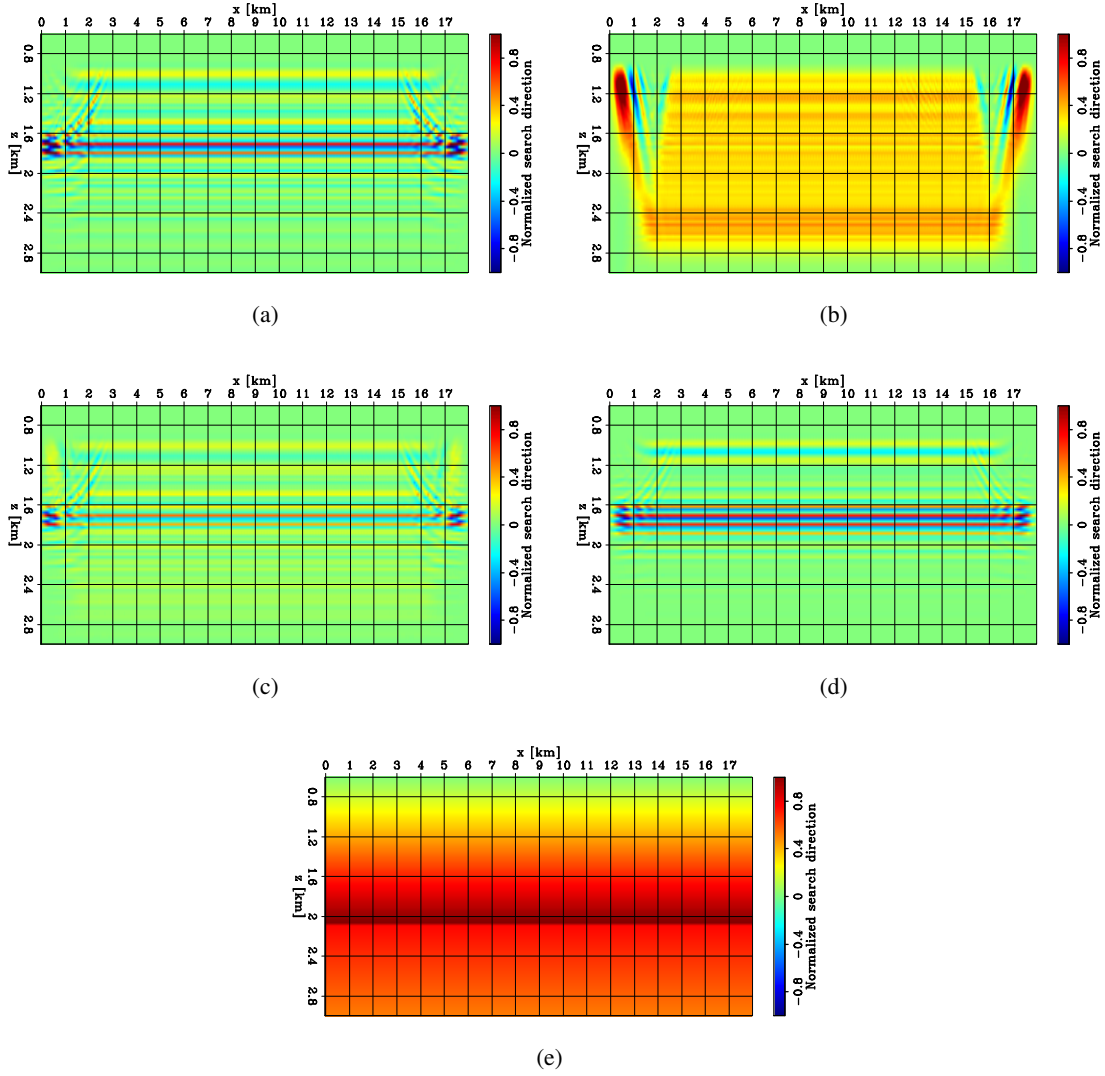 x [km]
0 1 2 3 4 5 6 7 8 9 10 11 12 13 14 15 16 17
z [km]
0.8 1.2 1.6 2 2.4 2.8
Normalized search direction
0.8 0.4 0 −0.4 −0.8
(a)
x [km]
0 1 2 3 4 5 6 7 8 9 10 11 12 13 14 15 16 17
z [km]
0.8 1.2 1.6 2 2.4 2.8
Normalized search direction
0.8 0.4 0 −0.4 −0.8
(b)
x [km]
0 1 2 3 4 5 6 7 8 9 10 11 12 13 14 15 16 17
z [km]
0.8 1.2 1.6 2 2.4 2.8
Normalized search direction
0.8 0.4 0 −0.4 −0.8
(c)
x [km]
0 1 2 3 4 5 6 7 8 9 10 11 12 13 14 15 16 17
z [km]
0.8 1.2 1.6 2 2.4 2.8
Normalized search direction
0.8 0.4 0 −0.4 −0.8
(d)
x [km]
0 1 2 3 4 5 6 7 8 9 10 11 12 13 14 15 16 17
z [km]
0.8 1.2 1.6 2 2.4 2.8
Normalized search direction
0.8 0.4 0 −0.4 −0.8
(e)